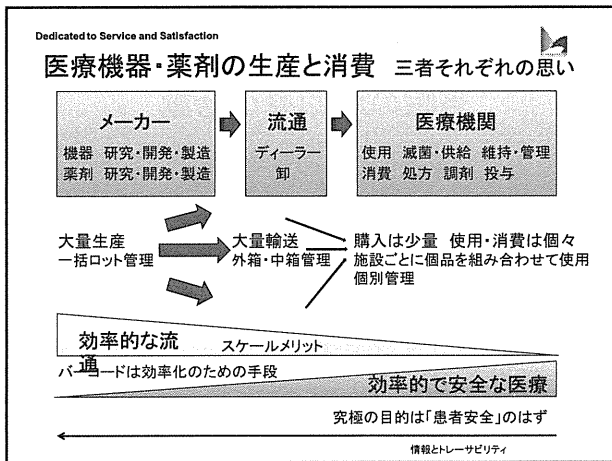 Dedicated to Service and Satisfaction
医療機器・薬剤の生産と消費 三者それぞれの思い
メーカー
機器 研究・開発・製造
薬剤 研究・開発・製造
流通
ディーラー
卸
医療機関
使用 滅菌・供給 維持・管理
消費 処方 調剤 投与
大量生産
一括ロット管理
大量輸送
外箱・中箱管理
購入は少量 使用・消費は個々
施設ごとに個品を組み合わせて使用
個別管理
効率的な流
通
スケールメリット
バーコードは効率化のための手段
効率的で安全な医療
究極の目的は「患者安全」のはず
情報とトレーサビリティ